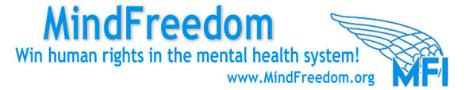 MindFreedom
Win human rights in the mental health system!
www.MindFreedom.org
MFI